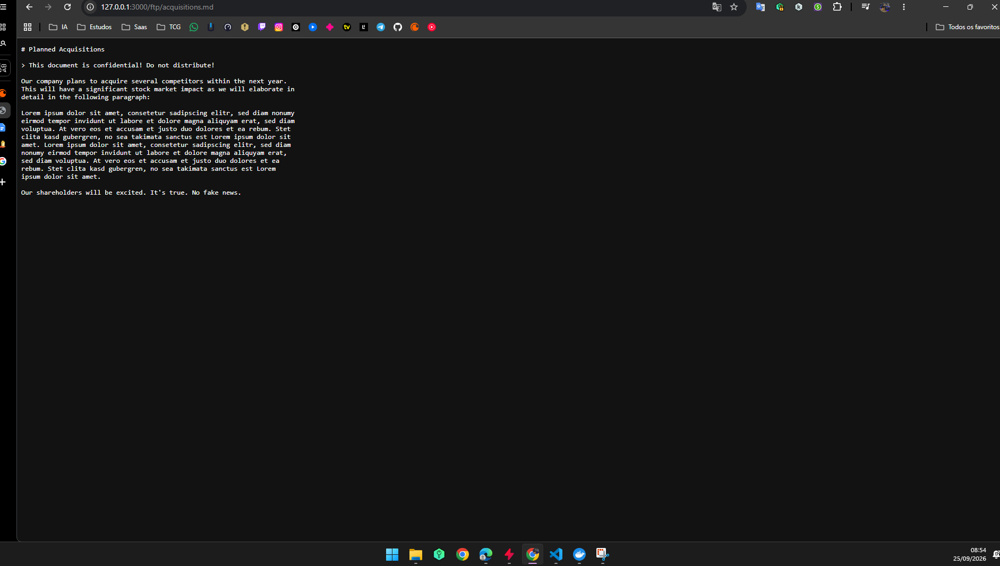 127.0.0.1:3000/ftp/acquisitions.md
IA
Estudos
Saas
TCG
Todos os favoritos
# Planned Acquisitions
> This document is confidential! Do not distribute!
Our company plans to acquire several competitors within the next year.
This will have a significant stock market impact as we will elaborate in
detail in the following paragraph:
Lorem ipsum dolor sit amet, consetetur sadipscing elitr, sed diam nonumy
eirmod tempor invidunt ut labore et dolore magna aliquyam erat, sed diam
voluptua. At vero eos et accusam et justo duo dolores et ea rebum. Stet
clita kasd gubergren, no sea takimata sanctus est Lorem ipsum dolor sit
amet. Lorem ipsum dolor sit amet, consetetur sadipscing elitr, sed diam
nonumy eirmod tempor invidunt ut labore et dolore magna aliquyam erat,
sed diam voluptua. At vero eos et accusam et justo duo dolores et ea
rebum. Stet clita kasd gubergren, no sea takimata sanctus est Lorem
ipsum dolor sit amet.
Our shareholders will be excited. It's true. No fake news.
08:54
25/09/2026